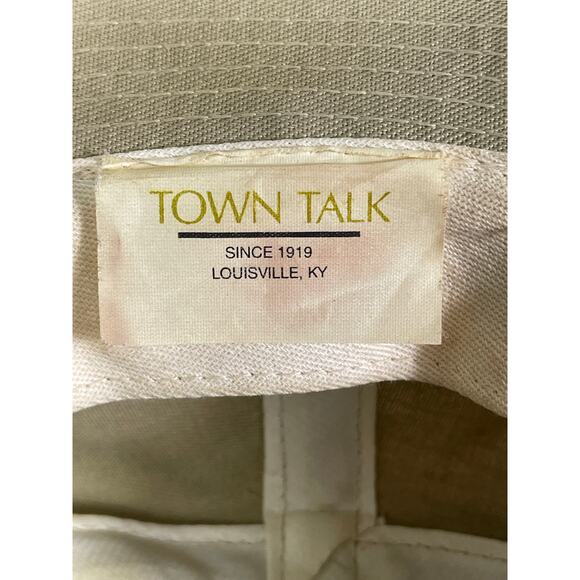 TOWN TALK
SINCE 1919
LOUISVILLE, KY